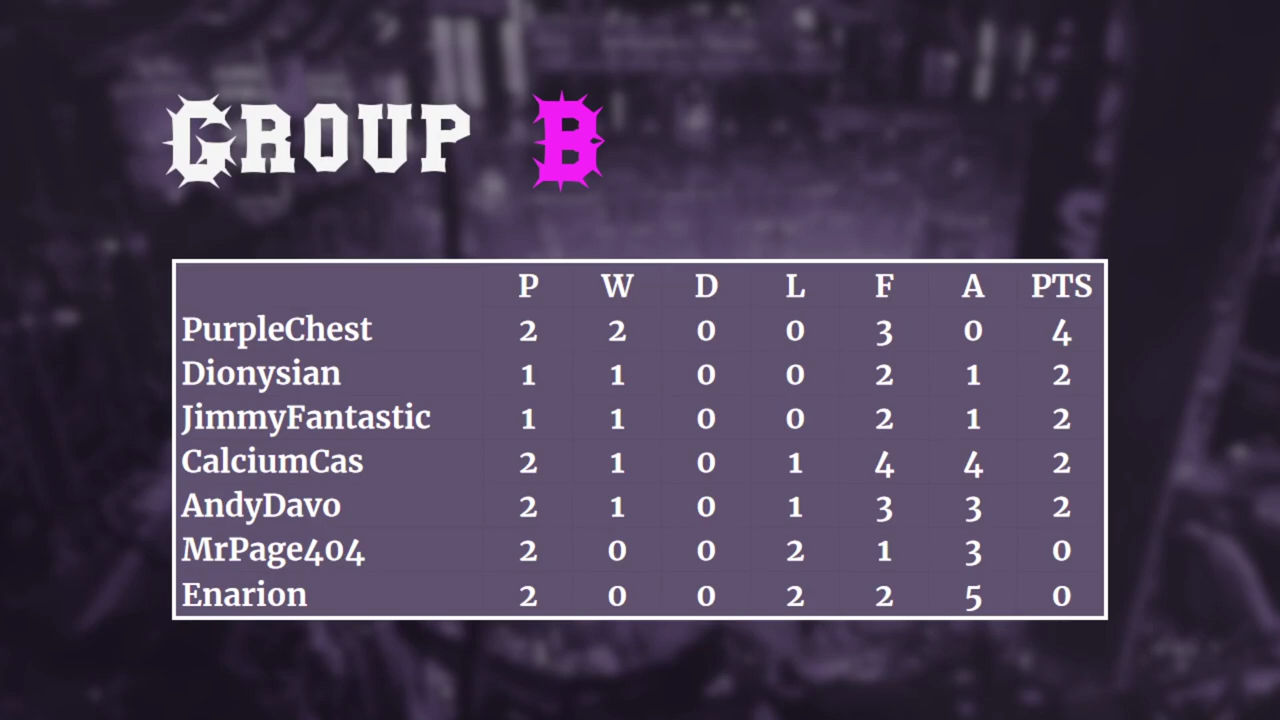 Group B
P W D L F A PTS
PurpleChest 2 2 0 0 3 0 4
Dionysian 1 1 0 0 2 1 2
JimmyFantastic 1 1 0 0 2 1 2
CalciumCas 2 1 0 1 4 4 2
AndyDavo 2 1 0 1 3 3 2
MrPage404 2 0 0 2 1 3 0
Enarion 2 0 0 2 2 5 0